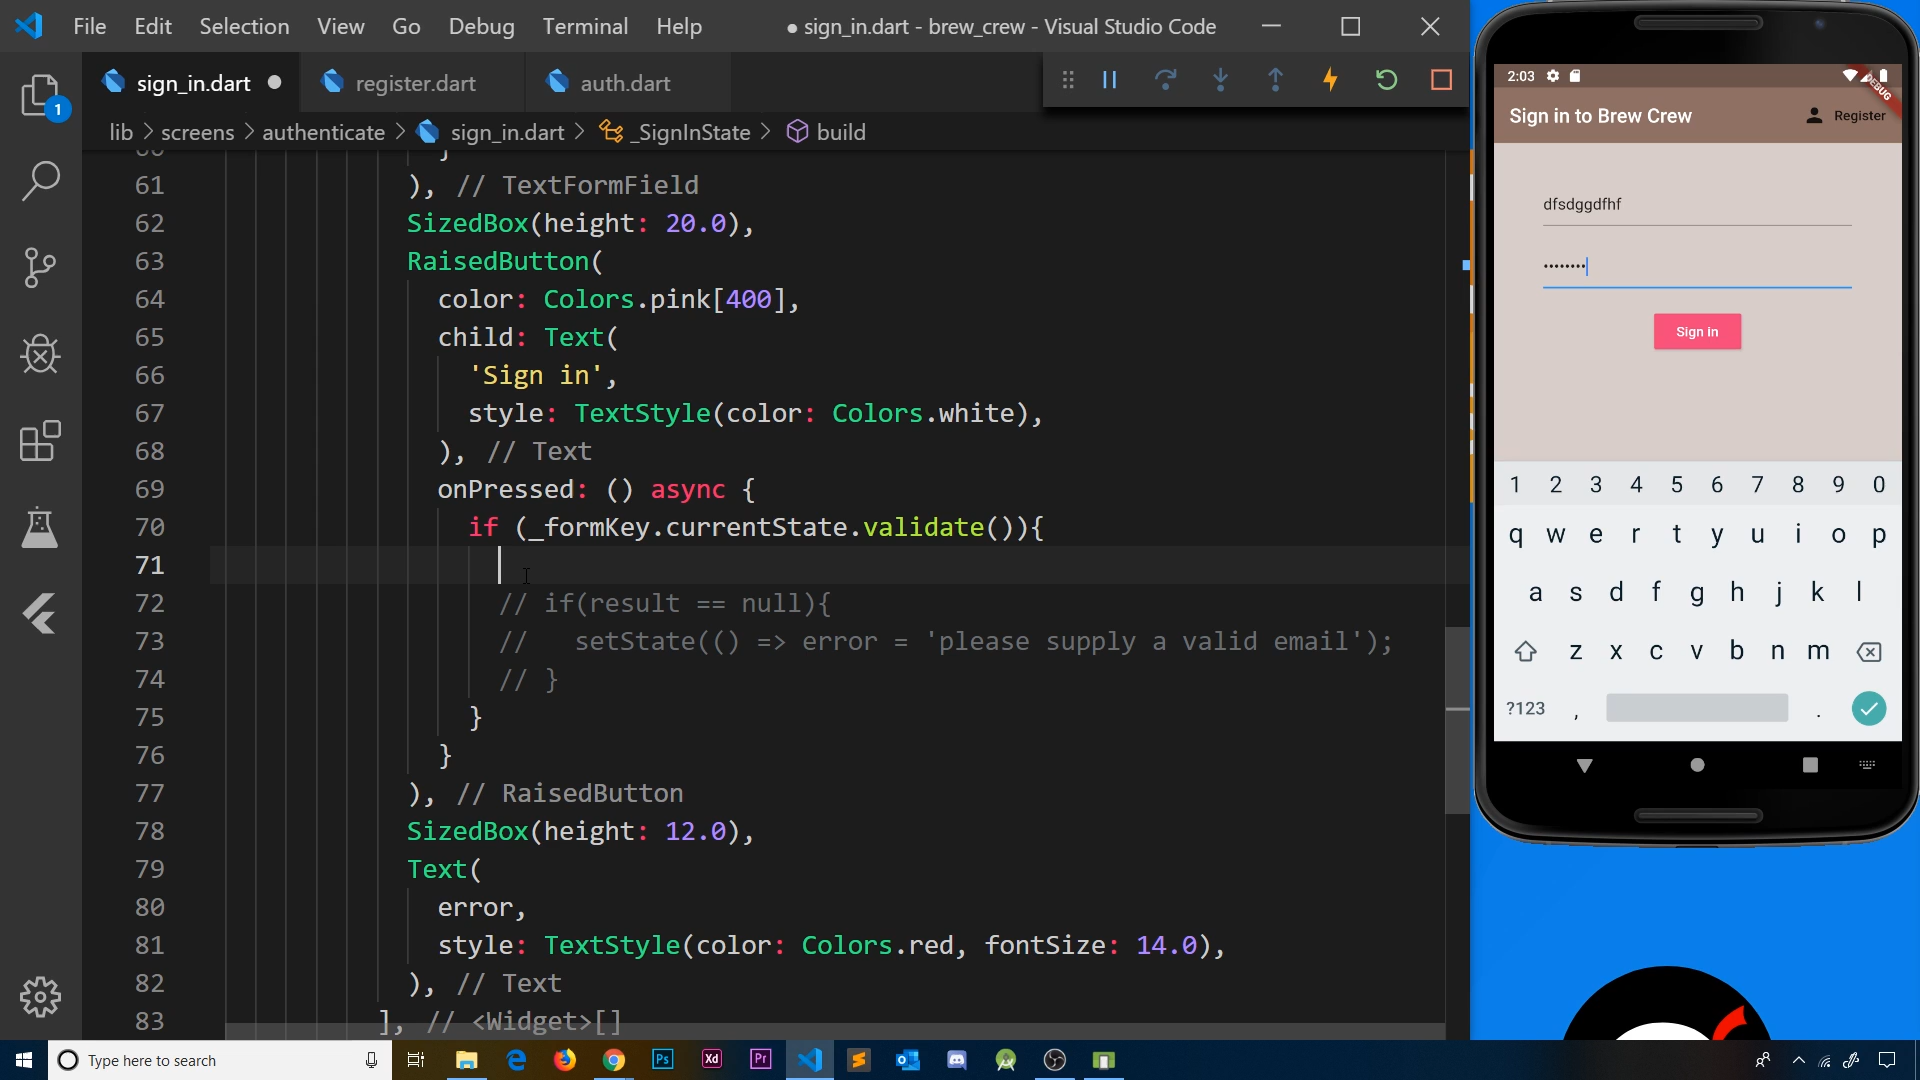 File Edit Selection View Go Debug Terminal Help ● sign_in.dart - brew_crew - Visual Studio Code
sign_in.dart register.dart auth.dart
1
lib > screens > authenticate > sign_in.dart > _SignInState > build
61 ), // TextFormField
62 SizedBox(height: 20.0),
63 RaisedButton(
64 color: Colors.pink[400],
65 child: Text(
66 'Sign in',
67 style: TextStyle(color: Colors.white),
68 ), // Text
69 onPressed: () async {
70 if (_formKey.currentState.validate()){
71
72 // if(result == null){
73 //   setState(() => error = 'please supply a valid email');
74 // }
75 }
76 }
77 ), // RaisedButton
78 SizedBox(height: 12.0),
79 Text(
80 error,
81 style: TextStyle(color: Colors.red, fontSize: 14.0),
82 ), // Text
83 ], // <Widget>[]
2:03
DEBUG
Sign in to Brew Crew Register
dfsdggdfhf
••••••••
Sign in
1 2 3 4 5 6 7 8 9 0
q w e r t y u i o p
a s d f g h j k l
z x c v b n m
?123 , .
Type here to search
Ps Xd Pr